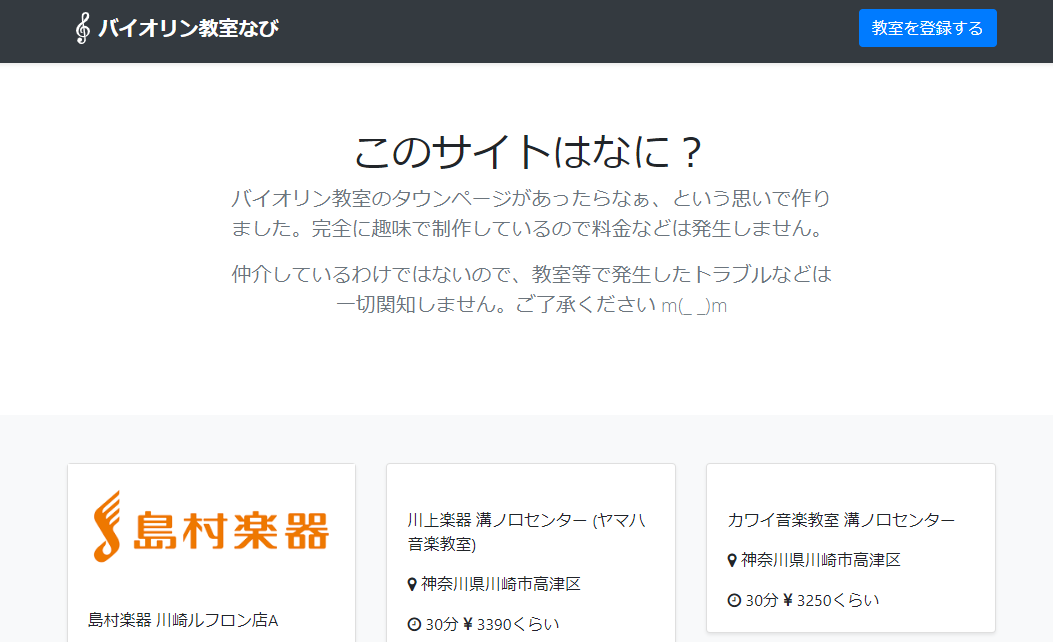 バイオリン教室なび
教室を登録する
このサイトはなに？
バイオリン教室のタウンページがあったらなぁ、という思いで作り
ました。完全に趣味で制作しているので料金などは発生しません。
仲介しているわけではないので、教室等で発生したトラブルなどは
一切関知しません。ご了承ください m(_ _)m
島村楽器
島村楽器 川崎ルフロン店A
川上楽器 溝ノ口センター (ヤマハ
音楽教室)
神奈川県川崎市高津区
30分 ¥ 3390くらい
カワイ音楽教室 溝ノ口センター
神奈川県川崎市高津区
30分 ¥ 3250くらい